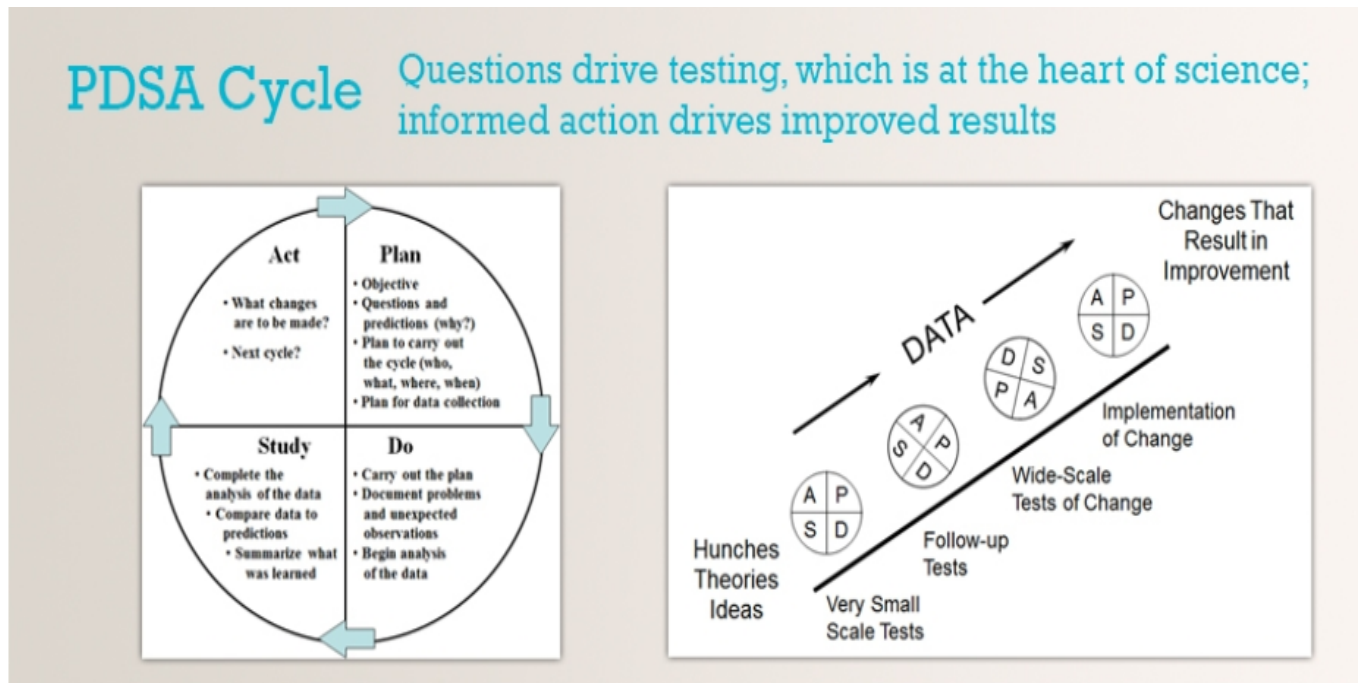 PDSA Cycle
Questions drive testing, which is at the heart of science;
informed action drives improved results
Act
• What changes
are to be made?
• Next cycle?
Plan
• Objective
• Questions and
predictions (why?)
• Plan to carry out
the cycle (who,
what, where, when)
• Plan for data collection
Study
• Complete the
analysis of the data
• Compare data to
predictions
• Summarize what
was learned
Do
• Carry out the plan
• Document problems
and unexpected
observations
• Begin analysis
of the data
Changes That
Result in
Improvement
DATA
A P
S D
D S
P A
A P
S D
A P
S D
Implementation
of Change
Wide-Scale
Tests of Change
Follow-up
Tests
Very Small
Scale Tests
Hunches
Theories
Ideas